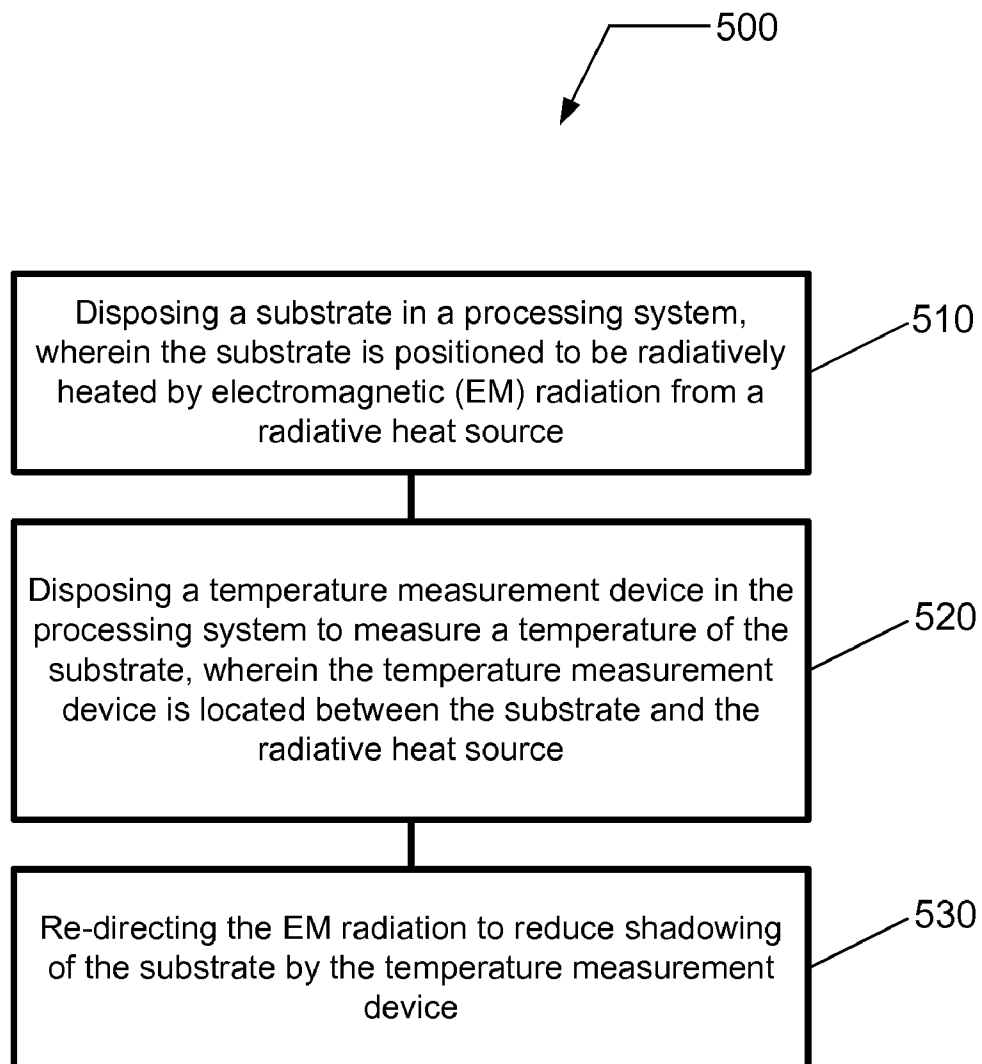 500
Disposing a substrate in a processing system,
wherein the substrate is positioned to be radiatively
heated by electromagnetic (EM) radiation from a
radiative heat source
510
Disposing a temperature measurement device in the
processing system to measure a temperature of the
substrate, wherein the temperature measurement
device is located between the substrate and the
radiative heat source
520
Re-directing the EM radiation to reduce shadowing
of the substrate by the temperature measurement
device
530